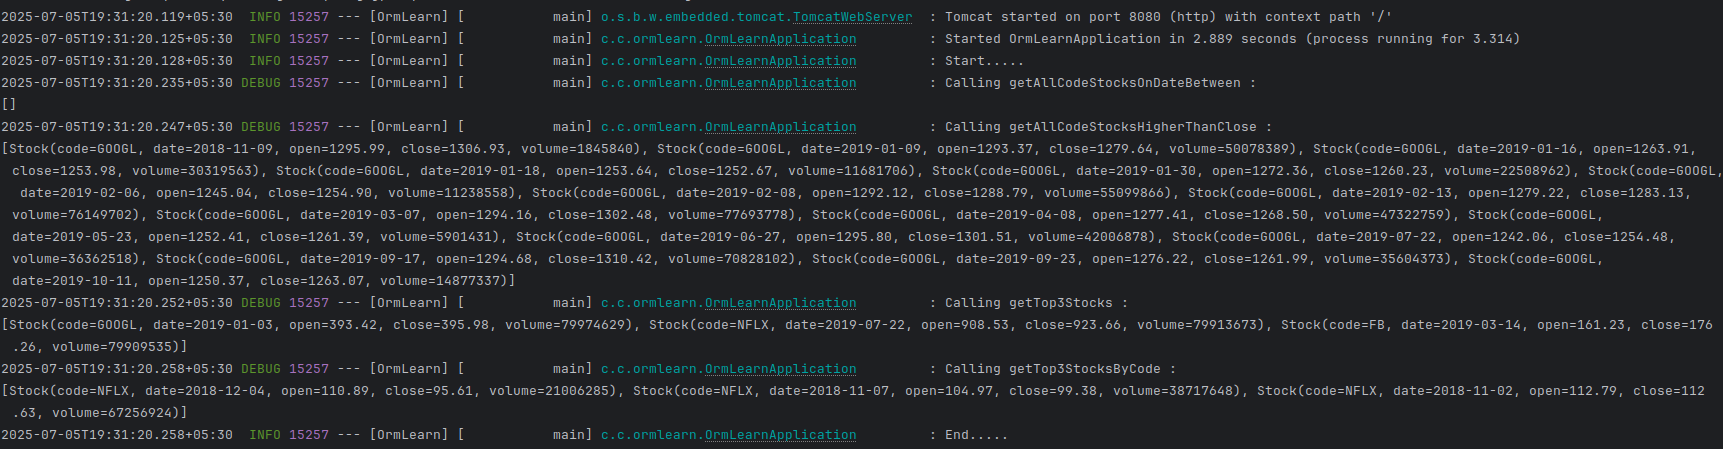 2025-07-05T19:31:20.119+05:30  INFO 15257 --- [OrmLearn] [           main] o.s.b.w.embedded.tomcat.TomcatWebServer  : Tomcat started on port 8080 (http) with context path '/'
2025-07-05T19:31:20.125+05:30  INFO 15257 --- [OrmLearn] [           main] c.c.ormlearn.OrmLearnApplication         : Started OrmLearnApplication in 2.889 seconds (process running for 3.314)
2025-07-05T19:31:20.128+05:30  INFO 15257 --- [OrmLearn] [           main] c.c.ormlearn.OrmLearnApplication         : Start.....
2025-07-05T19:31:20.235+05:30 DEBUG 15257 --- [OrmLearn] [           main] c.c.ormlearn.OrmLearnApplication         : Calling getAllCodeStocksOnDateBetween :
[]
2025-07-05T19:31:20.247+05:30 DEBUG 15257 --- [OrmLearn] [           main] c.c.ormlearn.OrmLearnApplication         : Calling getAllCodeStocksHigherThanClose :
[Stock(code=GOOGL, date=2018-11-09, open=1295.99, close=1306.93, volume=1845840), Stock(code=GOOGL, date=2019-01-09, open=1293.37, close=1279.64, volume=50078389), Stock(code=GOOGL, date=2019-01-16, open=1263.91,
close=1253.98, volume=30319563), Stock(code=GOOGL, date=2019-01-18, open=1253.64, close=1252.67, volume=11681706), Stock(code=GOOGL, date=2019-01-30, open=1272.36, close=1260.23, volume=22508962), Stock(code=GOOGL,
date=2019-02-06, open=1245.04, close=1254.90, volume=11238558), Stock(code=GOOGL, date=2019-02-08, open=1292.12, close=1288.79, volume=55099866), Stock(code=GOOGL, date=2019-02-13, open=1279.22, close=1283.13,
volume=76149702), Stock(code=GOOGL, date=2019-03-07, open=1294.16, close=1302.48, volume=77693778), Stock(code=GOOGL, date=2019-04-08, open=1277.41, close=1268.50, volume=47322759), Stock(code=GOOGL,
date=2019-05-23, open=1252.41, close=1261.39, volume=5901431), Stock(code=GOOGL, date=2019-06-27, open=1295.80, close=1301.51, volume=42006878), Stock(code=GOOGL, date=2019-07-22, open=1242.06, close=1254.48,
volume=36362518), Stock(code=GOOGL, date=2019-09-17, open=1294.68, close=1310.42, volume=70828102), Stock(code=GOOGL, date=2019-09-23, open=1276.22, close=1261.99, volume=35604373), Stock(code=GOOGL,
date=2019-10-11, open=1250.37, close=1263.07, volume=14877337)]
2025-07-05T19:31:20.252+05:30 DEBUG 15257 --- [OrmLearn] [           main] c.c.ormlearn.OrmLearnApplication         : Calling getTop3Stocks :
[Stock(code=GOOGL, date=2019-01-03, open=393.42, close=395.98, volume=79974629), Stock(code=NFLX, date=2019-07-22, open=908.53, close=923.66, volume=79913673), Stock(code=FB, date=2019-03-14, open=161.23, close=176
.26, volume=79909535)]
2025-07-05T19:31:20.258+05:30 DEBUG 15257 --- [OrmLearn] [           main] c.c.ormlearn.OrmLearnApplication         : Calling getTop3StocksByCode :
[Stock(code=NFLX, date=2018-12-04, open=110.89, close=95.61, volume=21006285), Stock(code=NFLX, date=2018-11-07, open=104.97, close=99.38, volume=38717648), Stock(code=NFLX, date=2018-11-02, open=112.79, close=112
.63, volume=67256924)]
2025-07-05T19:31:20.258+05:30  INFO 15257 --- [OrmLearn] [           main] c.c.ormlearn.OrmLearnApplication         : End.....